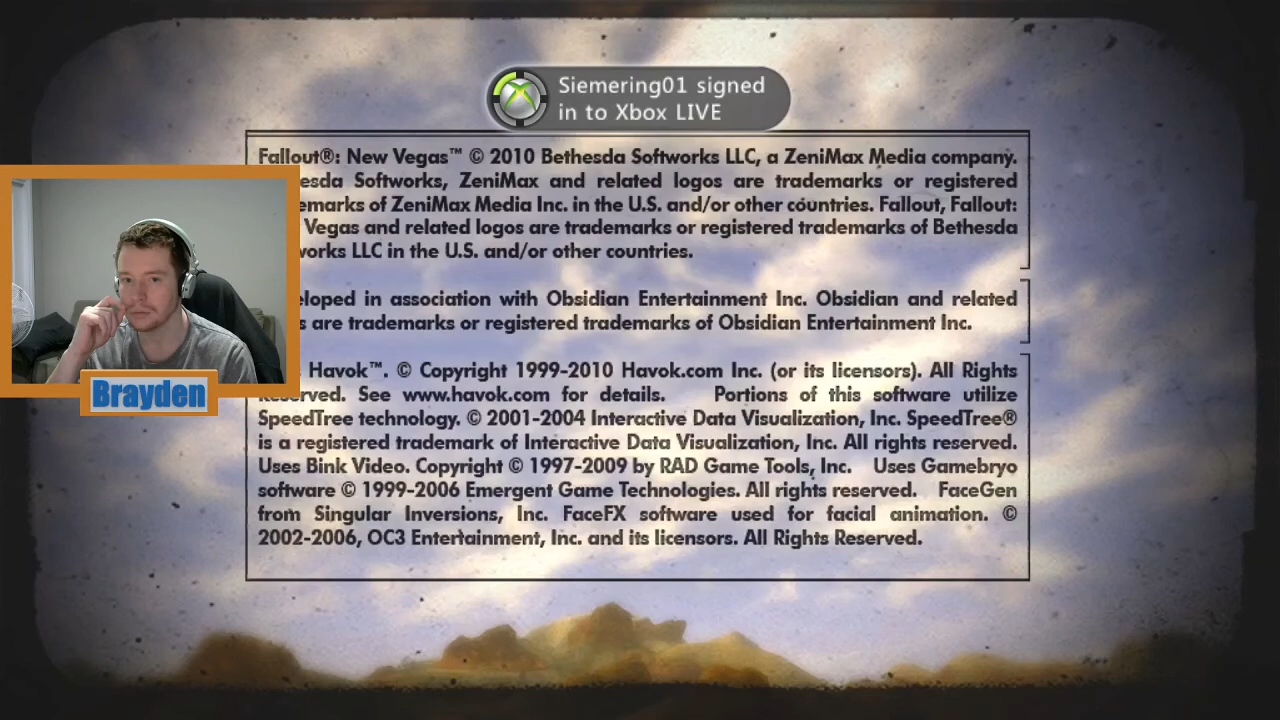 Siemering01 signed
in to Xbox LIVE
Fallout®: New Vegas™ © 2010 Bethesda Softworks LLC, a ZeniMax Media company.
esda Softworks, ZeniMax and related logos are trademarks or registered
emarks of ZeniMax Media Inc. in the U.S. and/or other countries. Fallout, Fallout:
Vegas and related logos are trademarks or registered trademarks of Bethesda
works LLC in the U.S. and/or other countries.
eloped in association with Obsidian Entertainment Inc. Obsidian and related
s are trademarks or registered trademarks of Obsidian Entertainment Inc.
Havok™. © Copyright 1999-2010 Havok.com Inc. (or its licensors). All Rights
Reserved. See www.havok.com for details. Portions of this software utilize
SpeedTree technology. © 2001-2004 Interactive Data Visualization, Inc. SpeedTree®
is a registered trademark of Interactive Data Visualization, Inc. All rights reserved.
Uses Bink Video. Copyright © 1997-2009 by RAD Game Tools, Inc. Uses Gamebryo
software © 1999-2006 Emergent Game Technologies. All rights reserved. FaceGen
from Singular Inversions, Inc. FaceFX software used for facial animation. ©
2002-2006, OC3 Entertainment, Inc. and its licensors. All Rights Reserved.
Brayden